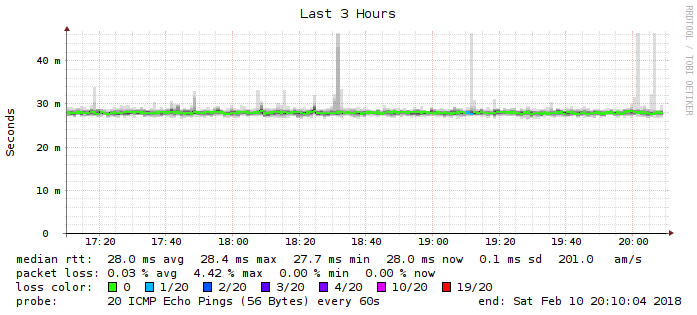 Last 3 Hours
RRDTOOL / TOBI OETIKER
Seconds
40 m
30 m
20 m
10 m
0
17:20 17:40 18:00 18:20 18:40 19:00 19:20 19:40 20:00
median rtt: 28.0 ms avg 28.4 ms max 27.7 ms min 28.0 ms now 0.1 ms sd 201.0 am/s
packet loss: 0.03 % avg 4.42 % max 0.00 % min 0.00 % now
loss color: 0 1/20 2/20 3/20 4/20 10/20 19/20
probe: 20 ICMP Echo Pings (56 Bytes) every 60s end: Sat Feb 10 20:10:04 2018